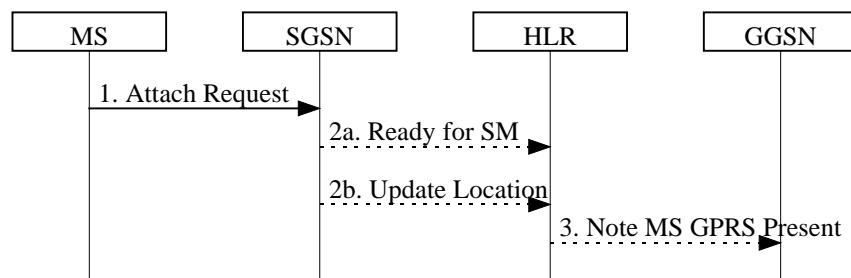 MS SGSN HLR GGSN
1. Attach Request
2a. Ready for SM
2b. Update Location
3. Note MS GPRS Present